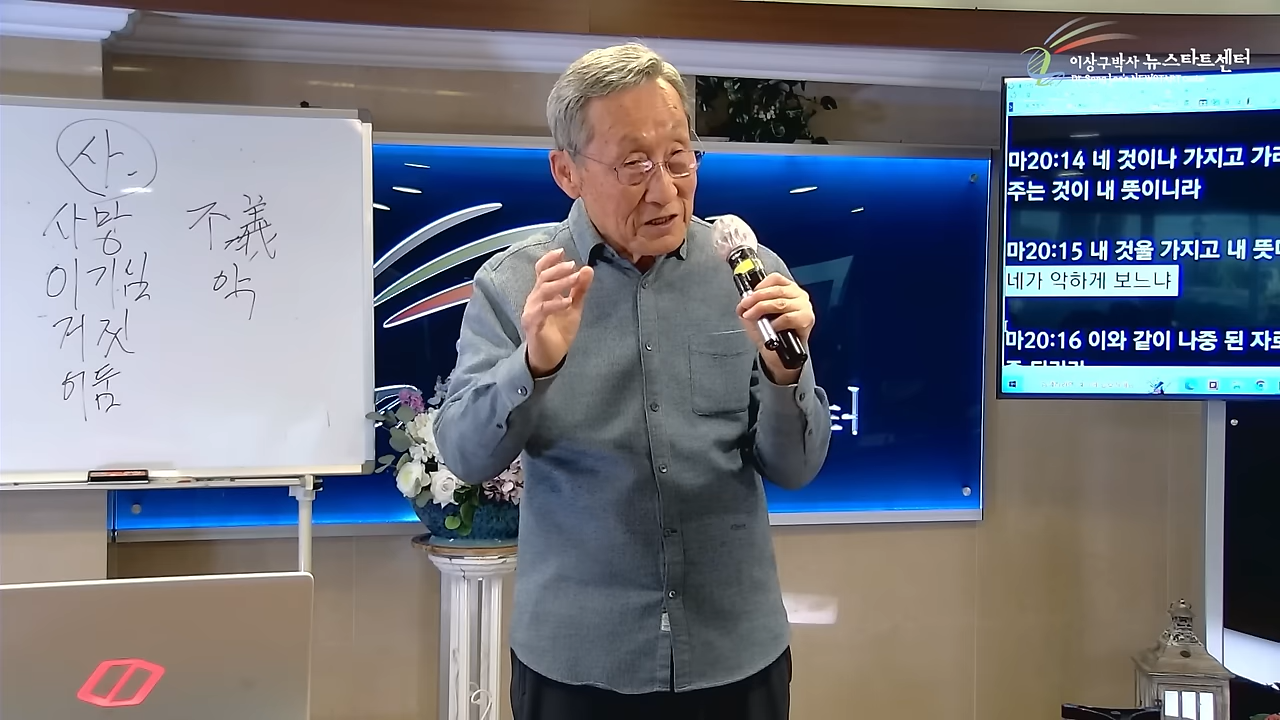 사.
사망
이기심
거짓
어둠
不義
악
이상구박사 뉴스타트센터
마20:14 네 것이나 가지고 가라
주는 것이 내 뜻이니라
마20:15 내 것을 가지고 내 뜻대
네가 악하게 보느냐
마20:16 이와 같이 나중 된 자로
터